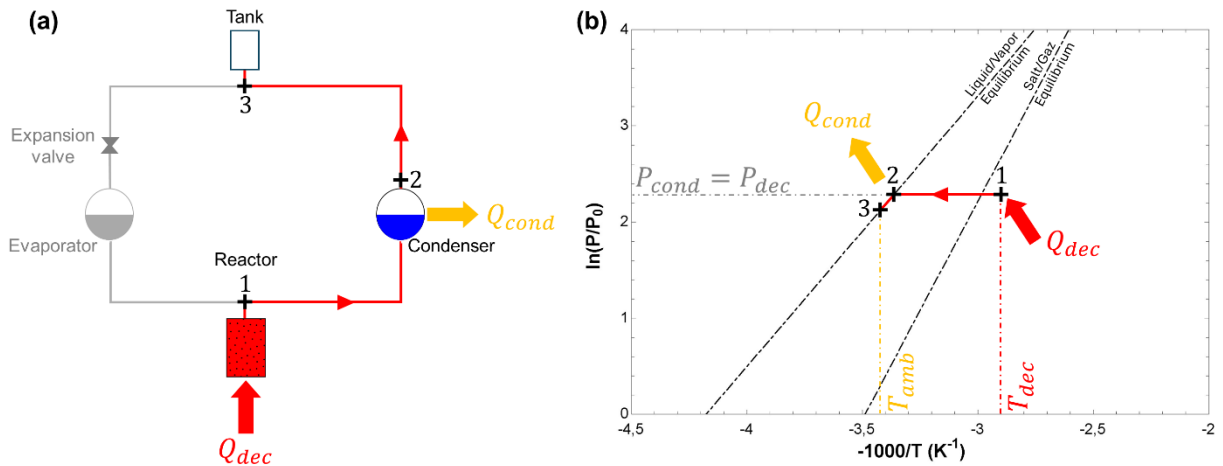 (a)
Tank
3
Expansion
valve
2
Q_cond
Evaporator
Condenser
Reactor
1
Q_dec
(b)
4
3
2
1
0
ln(P/P₀)
Liquid/Vapor
Equilibrium
Salt/Gaz
Equilibrium
Q_cond
P_cond = P_dec
2
1
3
Q_dec
T_amb
T_dec
-4,5
-4
-3,5
-3
-2,5
-2
-1000/T (K⁻¹)